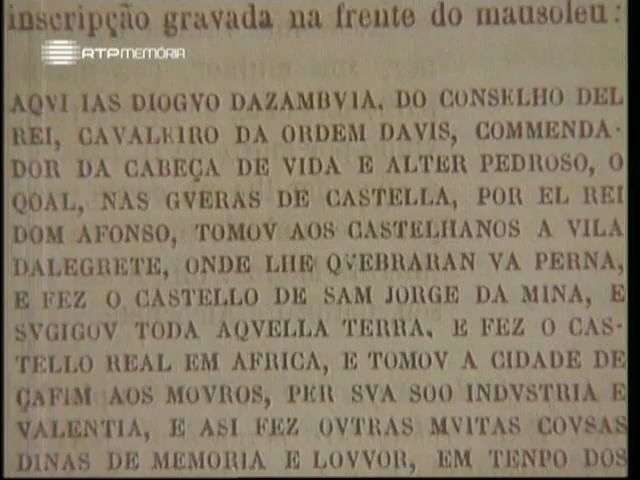 inscripção gravada na frente do mausoleu:
RTP MEMÓRIA
AQVI IAS DIOGVO DAZAMBVIA, DO CONSELHO DEL
REI, CAVALEIRO DA ORDEM DAVIS, COMMENDA-
DOR DA CABEÇA DE VIDA E ALTER PEDROSO, O
QOAL, NAS GVERAS DE CASTELLA, POR EL REI
DOM AFONSO, TOMOV AOS CASTELHANOS A VILA
DALEGRETE, ONDE LHE QVEBRARAN VA PERNA,
E FEZ O CASTELLO DE SAM JORGE DA MINA, E
SVGIGOV TODA AQVELLA TERRA, E FEZ O CAS-
TELLO REAL EM AFRICA, E TOMOV A CIDADE DE
ÇAFIM AOS MOVROS, PER SVA SOO INDVSTRIA E
VALENTIA, E ASI FEZ OVTRAS MVITAS COVSAS
DINAS DE MEMORIA E LOVVOR, EM TENPO DOS